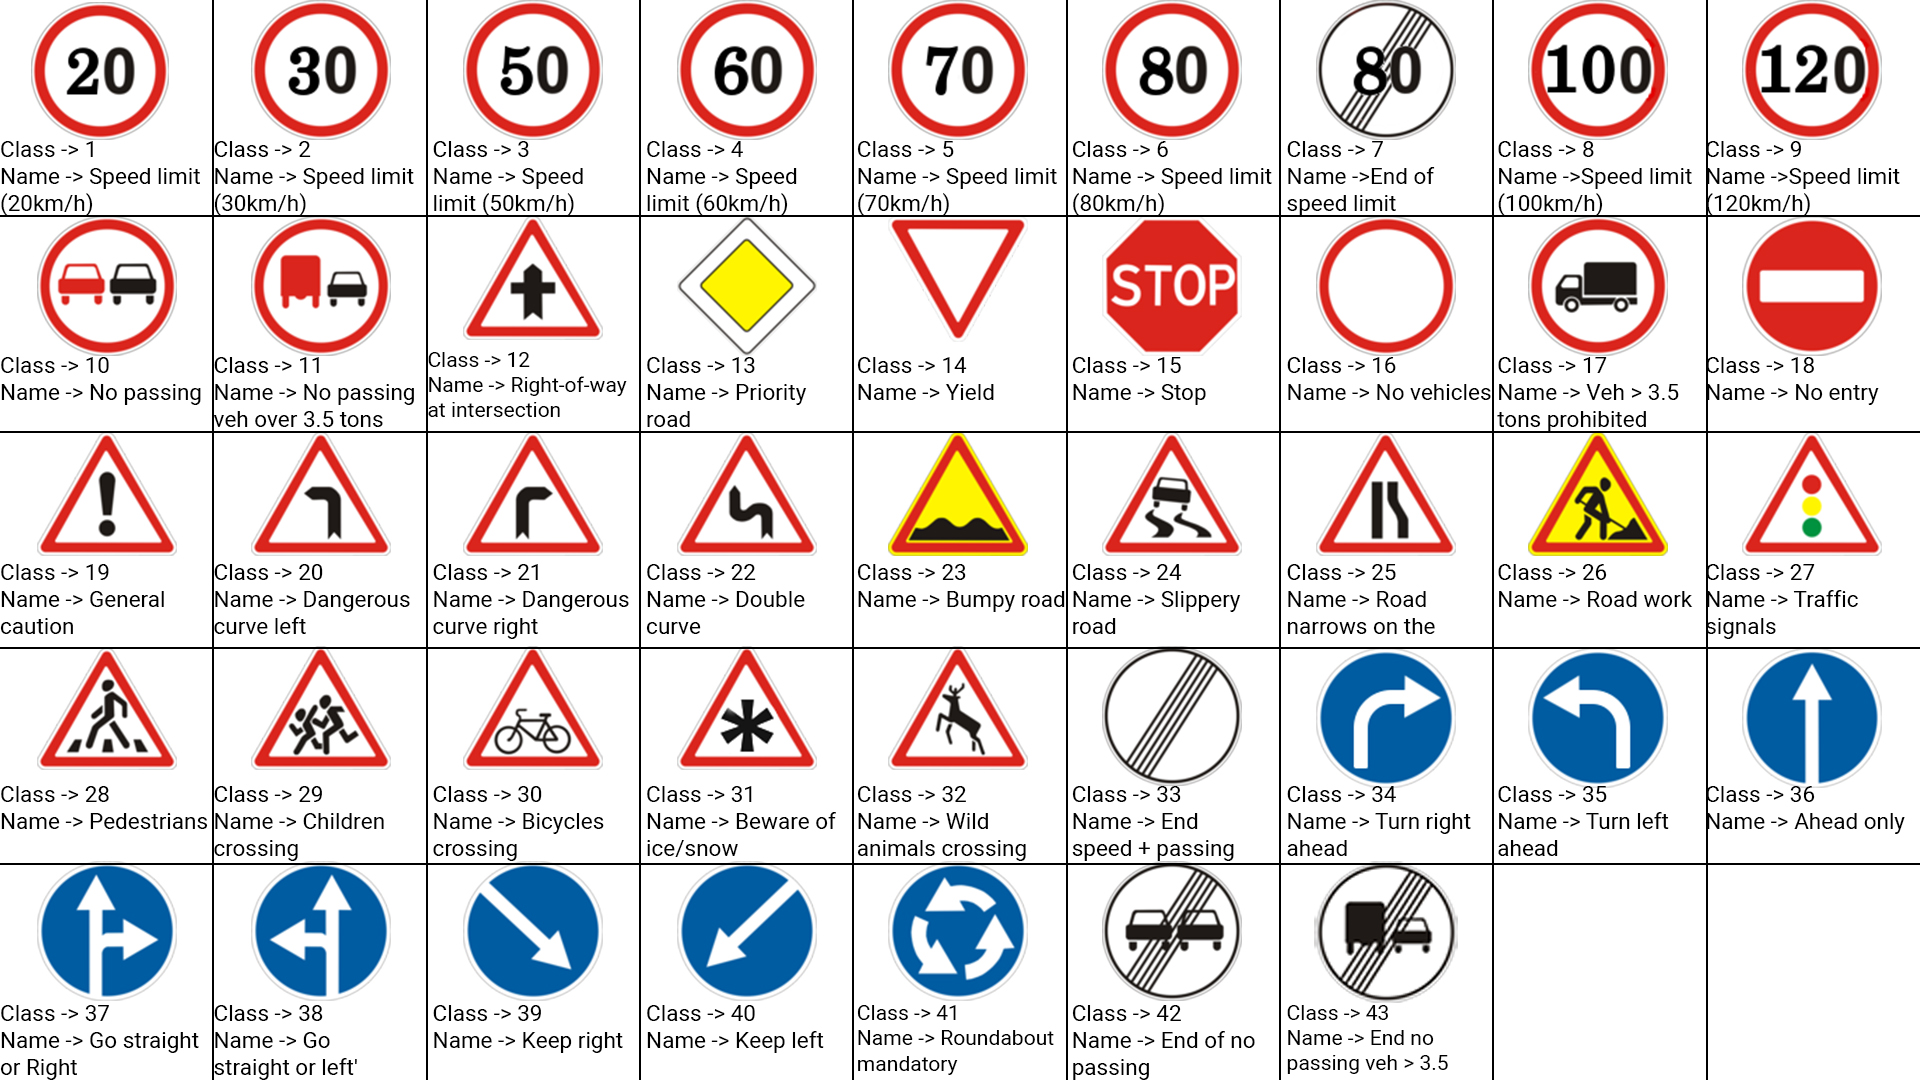 20
Class -> 1
Name -> Speed limit
(20km/h)
30
Class -> 2
Name -> Speed limit
(30km/h)
50
Class -> 3
Name -> Speed
limit (50km/h)
60
Class -> 4
Name -> Speed
limit (60km/h)
70
Class -> 5
Name -> Speed limit
(70km/h)
80
Class -> 6
Name -> Speed limit
(80km/h)
80
Class -> 7
Name ->End of
speed limit
100
Class -> 8
Name ->Speed limit
(100km/h)
120
Class -> 9
Name ->Speed limit
(120km/h)
Class -> 10
Name -> No passing
Class -> 11
Name -> No passing
veh over 3.5 tons
Class -> 12
Name -> Right-of-way
at intersection
Class -> 13
Name -> Priority
road
Class -> 14
Name -> Yield
STOP
Class -> 15
Name -> Stop
Class -> 16
Name -> No vehicles
Class -> 17
Name -> Veh > 3.5
tons prohibited
Class -> 18
Name -> No entry
Class -> 19
Name -> General
caution
Class -> 20
Name -> Dangerous
curve left
Class -> 21
Name -> Dangerous
curve right
Class -> 22
Name -> Double
curve
Class -> 23
Name -> Bumpy road
Class -> 24
Name -> Slippery
road
Class -> 25
Name -> Road
narrows on the
Class -> 26
Name -> Road work
Class -> 27
Name -> Traffic
signals
Class -> 28
Name -> Pedestrians
Class -> 29
Name -> Children
crossing
Class -> 30
Name -> Bicycles
crossing
Class -> 31
Name -> Beware of
ice/snow
Class -> 32
Name -> Wild
animals crossing
Class -> 33
Name -> End
speed + passing
Class -> 34
Name -> Turn right
ahead
Class -> 35
Name -> Turn left
ahead
Class -> 36
Name -> Ahead only
Class -> 37
Name -> Go straight
or Right
Class -> 38
Name -> Go
straight or left'
Class -> 39
Name -> Keep right
Class -> 40
Name -> Keep left
Class -> 41
Name -> Roundabout
mandatory
Class -> 42
Name -> End of no
passing
Class -> 43
Name -> End no
passing veh > 3.5